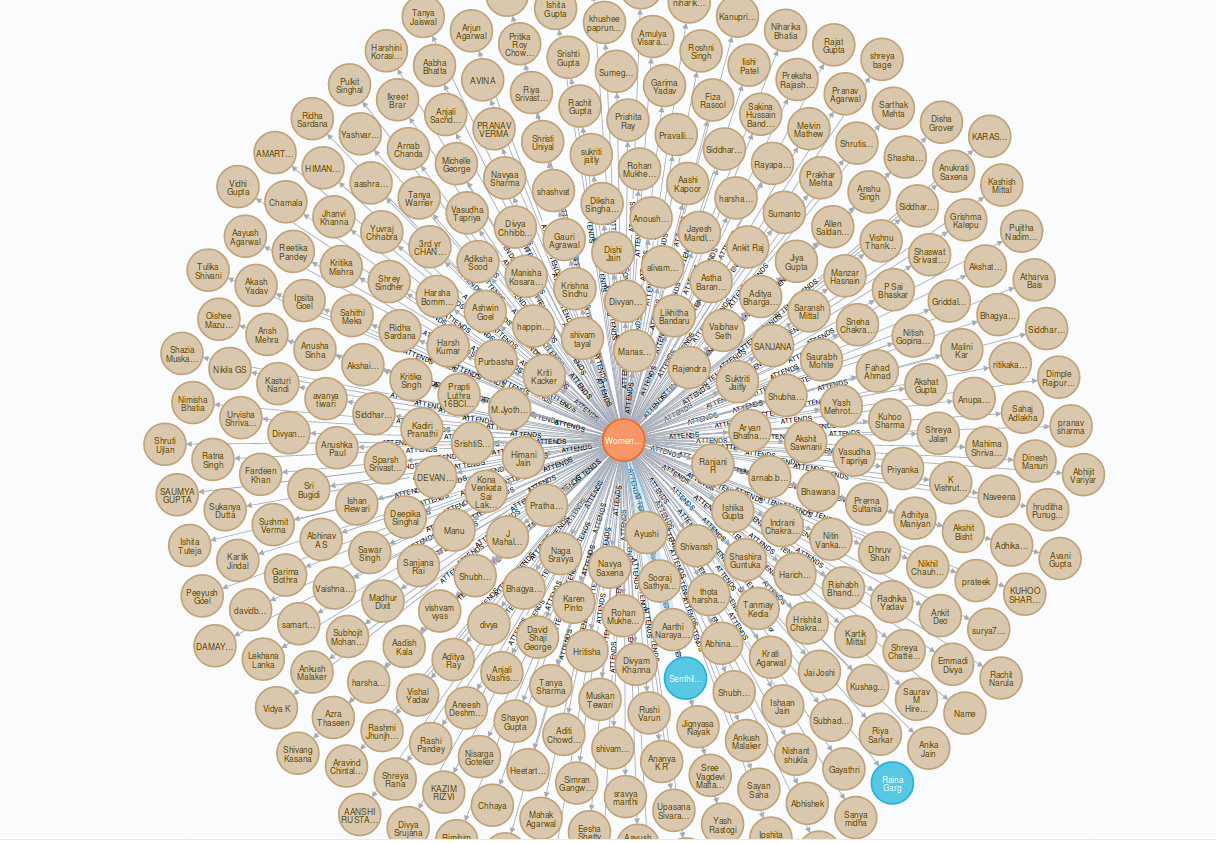 Tanya
Jaiswal
Arjun
Agarwal
Pritka
Roy
Chow...
Ishita
Gupta
khushee
paprun...
Amulya
Visara...
niharik...
Kanupri...
Niharika
Bhatia
Rajat
Gupta
shreya
bage
Harshini
Korasi...
Aabha
Bhatta
AVINA
Srishti
Gupta
Sumeg...
Roshni
Singh
Iishi
Patel
Preksha
Rajash...
Pranav
Agarwal
Sarthak
Mehta
Disha
Grover
KARAS...
Pulkit
Singhal
Ikreet
Brar
Anjali
Sachd...
Riya
Srivast...
Rachit
Gupta
Prishita
Ray
Garima
Yadav
Fiza
Rasool
Sakina
Hussain
Band...
Melvin
Mathew
Shrutis...
Shasha...
Anukrati
Saxena
Kashish
Mittal
Ridha
Sardana
Yashvar...
Arnab
Chanda
PRANAV
VERMA
Shristi
Uniyal
sukriti
jaitly
Rohan
Mukhe...
Pravalli...
Siddhar...
Rayapa...
Prakhar
Mehta
Anshu
Singh
Siddhar...
Grishma
Kalepu
Pujitha
Nadim...
AMART...
HIMAN...
aashra...
Michelle
George
Navyaa
Sharma
shashvat
Diksha
Singha...
Aashi
Kapoor
harsha...
Sumanto
Allen
Saldan...
Vishnu
Thank...
Shaswat
Srivast...
Akshat...
Atharva
Bais
Vidhi
Gupta
Chamala
Jhanvi
Khanna
Tanya
Warner
Vasudha
Tapriya
Divya
Chhibb...
Gauri
Agrawal
Anoush...
Jayesh
Mandl...
Ankit Raj
Jiya
Gupta
Manzar
Hasnain
P Sai
Bhaskar
Griddal...
Bhagya...
Siddhar...
Aayush
Agarwal
Reetika
Pandey
Yuvraj
Chhabra
3rd yr
CHAN...
Adiksha
Sood
Manisha
Kosara...
Dishi
Jain
alivam...
Astha
Baran...
Aditya
Bharga...
Saransh
Mittal
Sneha
Chakra...
Nitish
Gopina...
Malini
Kar
ritikaka...
Dimple
Rajpur...
Tulika
Shivani
Akash
Yadav
Kritika
Mishra
Shrey
Sindher
Harsha
Bomm...
Ashwin
Goel
Krishna
Sindhu
Divyan...
Likhitha
Bandaru
Vaibhav
Seth
SANJANA
Saurabh
Mohite
Fahad
Ahmad
Akshat
Gupta
Anupa...
Sahaj
Adlakha
pranav
sharma
Oishee
Mazu...
Ipsita
Goel
Sahithi
Meka
Ridha
Sardana
Harsh
Kumar
happin...
shivam
tayal
Manas...
Rajendra
Suktriti
Jaitly
Shubha...
Yash
Mehrot...
Kuhoo
Sharma
Shreya
Jalan
Mahima
Shriva...
Dinesh
Manuri
Abhijit
Variyar
Shazia
Muska...
Ansh
Mehra
Anusha
Sinha
Akshai...
Kritika
Singh
Purbasha
Kriti
Kacker
Nikila GS
Kasturi
Nandi
avanya
tiwari
Siddhar...
Prapti
Luthra
16BCI...
M.Jyoth...
Women...
Aryan
Bhatna...
Akshit
Sawnani
Vasudha
Tapriya
Priyanka
K
Vishrut...
Naveena
hruditha
Punug...
Nimisha
Bhatia
Urvisha
Shriva...
Divyan...
Anushka
Paul
Kadiri
Pranathi
SrishtiS...
Himani
Jain
Ranjani
R
arnab.b...
Bhawana
Prerna
Sultania
Adhitya
Maniyan
Akshit
Bisht
Adhika...
Avani
Gupta
Shruti
Ujlan
Ratna
Singh
Fardeen
Khan
Sri
Bugidi
Sparsh
Srivast...
DEVAN...
Kona
Venkata
Sai
Lak...
Pratha...
Ayushi
Shivansh
Ishika
Gupta
Indrani
Chakra...
Nitin
Vanka...
Dhruv
Shah
Nikhil
Chauh...
prateek
KUHOO
SHAR...
SAUMYA
GUPTA
Sukanya
Dutta
Sushmit
Verma
Ishan
Rewari
Deepika
Singhal
Manu
J
Mahal...
Naga
Sravya
Navya
Saxena
Sooraj
Sathya...
thota
harsha...
Shashira
Guntuka
Harich...
Rishabh
Bhandar...
Radhika
Yadav
Ankit
Deo
surya7...
Ishita
Tuteja
Kartik
Jindal
Abhinav
A S
Sawar
Singh
Sanjana
Rai
Shubh...
Bhagya...
Karen
Pinto
Rohan
Mukhe...
Aarthi
Naraya...
Abhina...
Tanmay
Kedia
Hrishita
Chakra...
Kartik
Mittal
Shreya
Chatte...
Emmadi
Divya
Rachit
Narula
Peeyush
Goel
Garima
Bothra
Vaishna...
Madhur
Dixit
vishvam
vyas
divya
David
Shaji
George
Hritisha
Divyam
Khanna
Senthil...
Shubh...
Krati
Agarwal
Jai Joshi
Kushag...
Saurav
M
Hire...
Name
DAMAY...
davidb...
samart...
Subhojit
Mohan...
Aadish
Kala
Aditya
Ray
Anjali
Vashis...
Tanya
Sharma
Muskan
Tewari
Rushi
Varun
Jignyasa
Nayak
Ankush
Malaker
Ishaan
Jain
Subhad...
Riya
Sarkar
Anika
Jain
Lekhana
Lanka
Ankush
Malaker
harsha...
Vishal
Yadav
Aneesh
Deshm...
Shayon
Gupta
Aditi
Chowd...
shivam...
Ananya
K R
Sree
Vagdevi
Matta...
Nishant
shukla
Gayathri
Raina
Garg
Vidya K
Azra
Thaseen
Rashmi
Jhunjh...
Rashi
Pandey
Nisarga
Gotekar
Heetart...
Simran
Gangw...
sravya
manthi
Upasana
Sivara...
Sayan
Saha
Abhishek
Sanya
midha
Shivang
Kasana
Aravind
Chintal...
Shreya
Rana
KAZIM
RIZVI
Chhaya
Mahak
Agarwal
Eesha
Shetty
Aayush
Yash
Rastogi
Ipshita
AANSHI
RUSTA...
Divya
Srujana
Rimjhim
ATTENDS